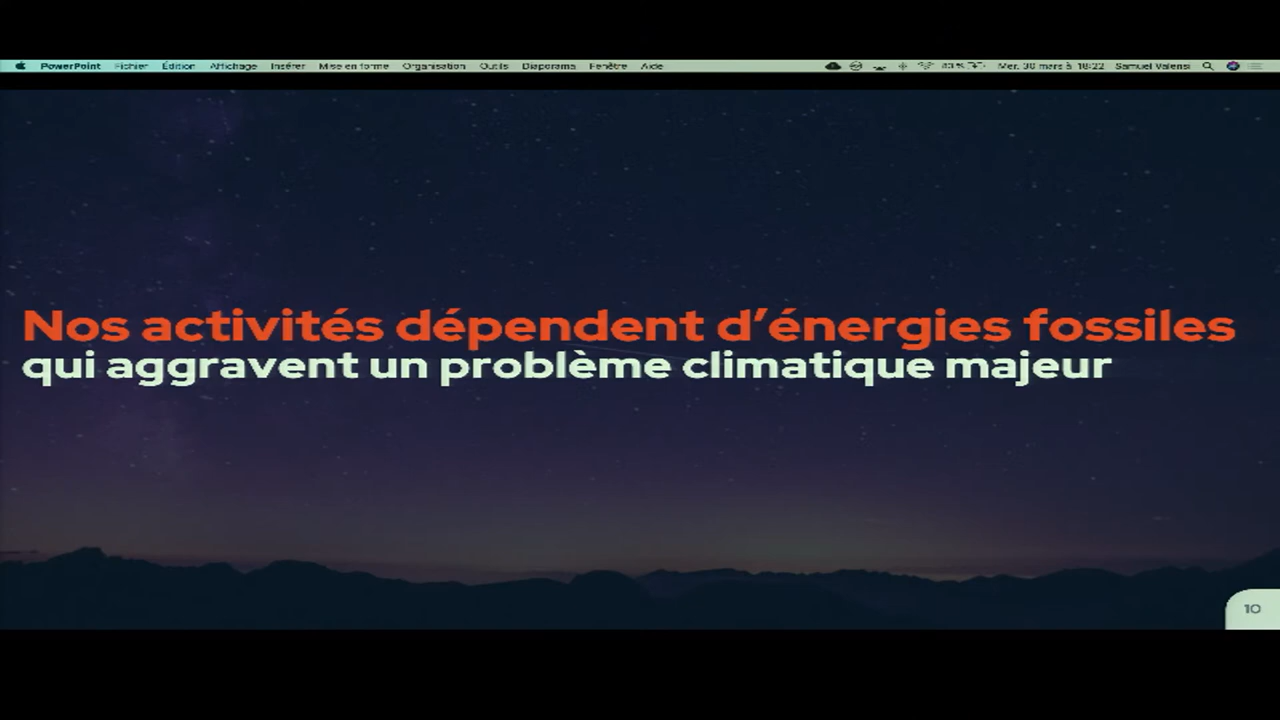 PowerPoint Fichier Édition Affichage Insérer Mise en forme Organisation Outils Diaporama Fenêtre Aide Mer. 30 mars à 18:22 Samuel Valensi
Nos activités dépendent d’énergies fossiles
qui aggravent un problème climatique majeur
10